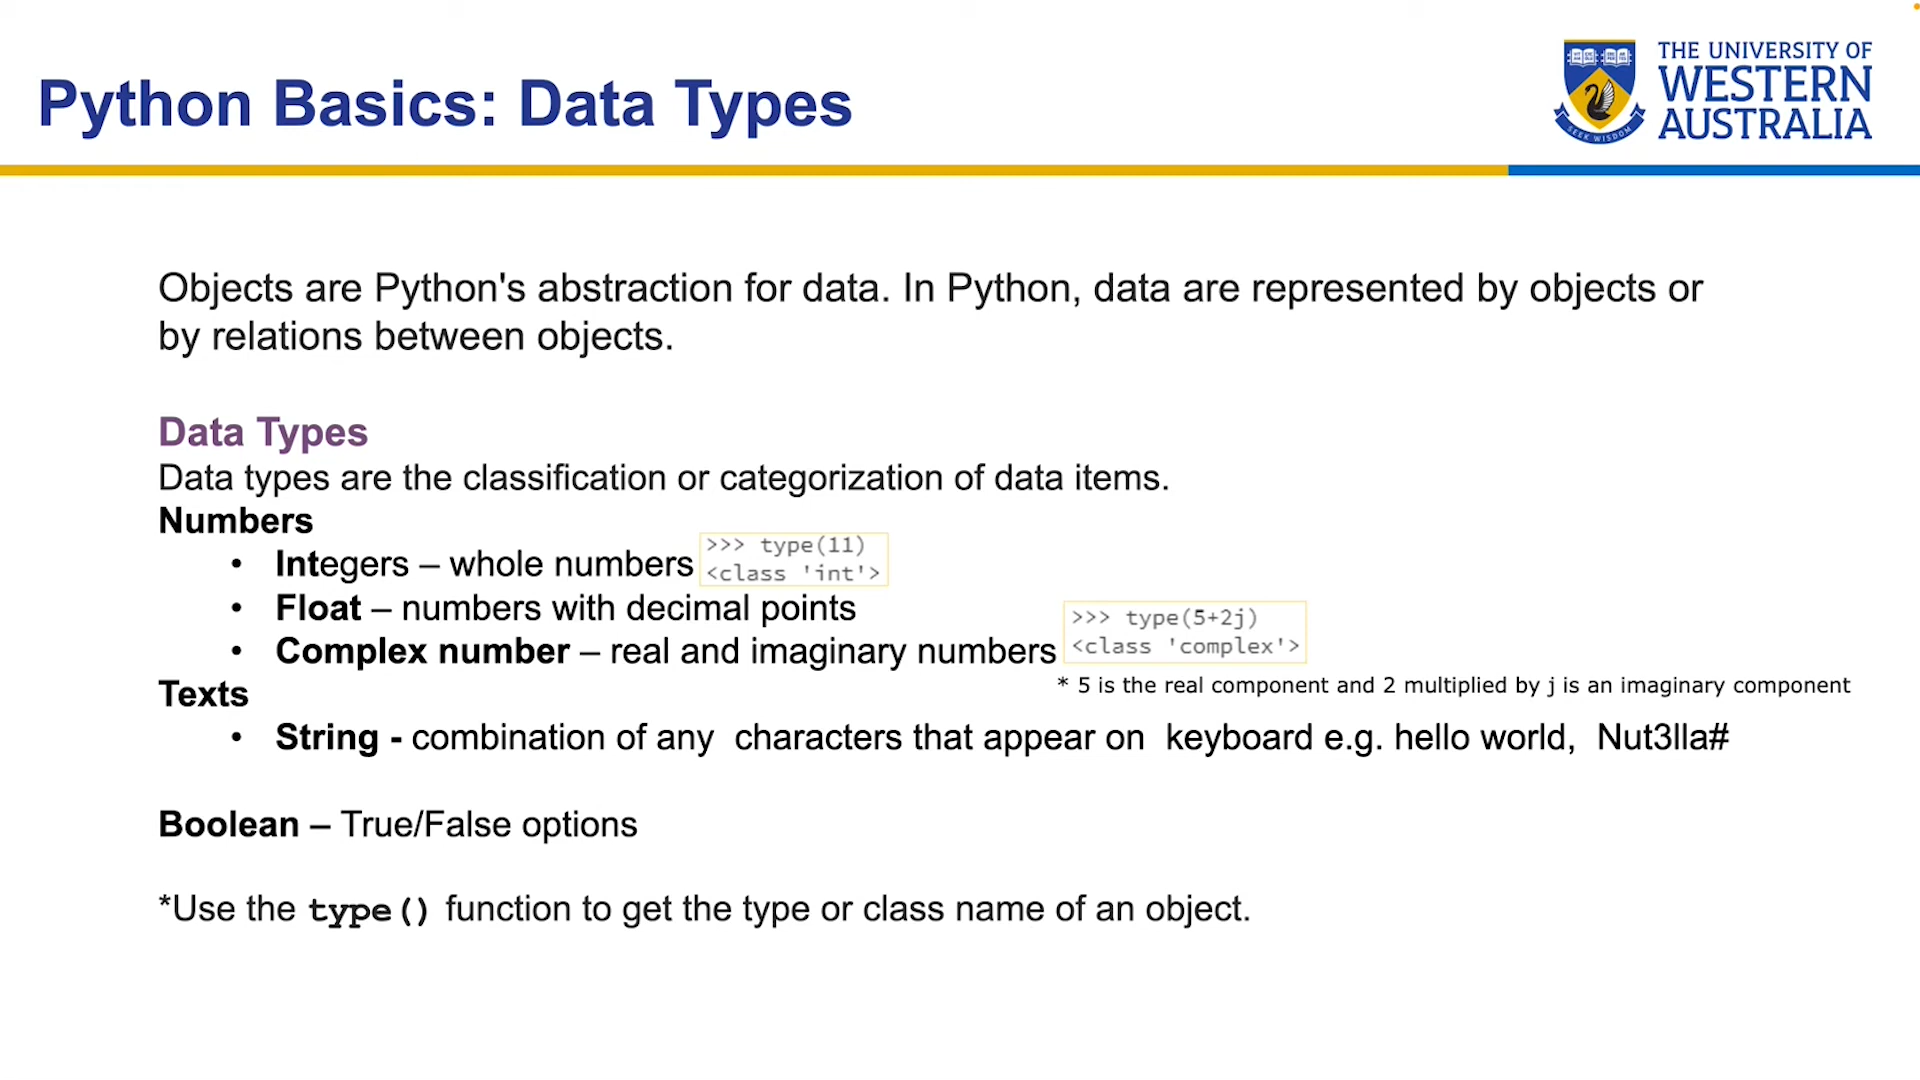 Python Basics: Data Types
THE UNIVERSITY OF
WESTERN
AUSTRALIA
SEEK WISDOM
Objects are Python's abstraction for data. In Python, data are represented by objects or
by relations between objects.
Data Types
Data types are the classification or categorization of data items.
Numbers
• Integers – whole numbers
>>> type(11)
<class 'int'>
• Float – numbers with decimal points
• Complex number – real and imaginary numbers
>>> type(5+2j)
<class 'complex'>
* 5 is the real component and 2 multiplied by j is an imaginary component
Texts
• String - combination of any  characters that appear on  keyboard e.g. hello world,  Nut3lla#
Boolean – True/False options
*Use the type() function to get the type or class name of an object.